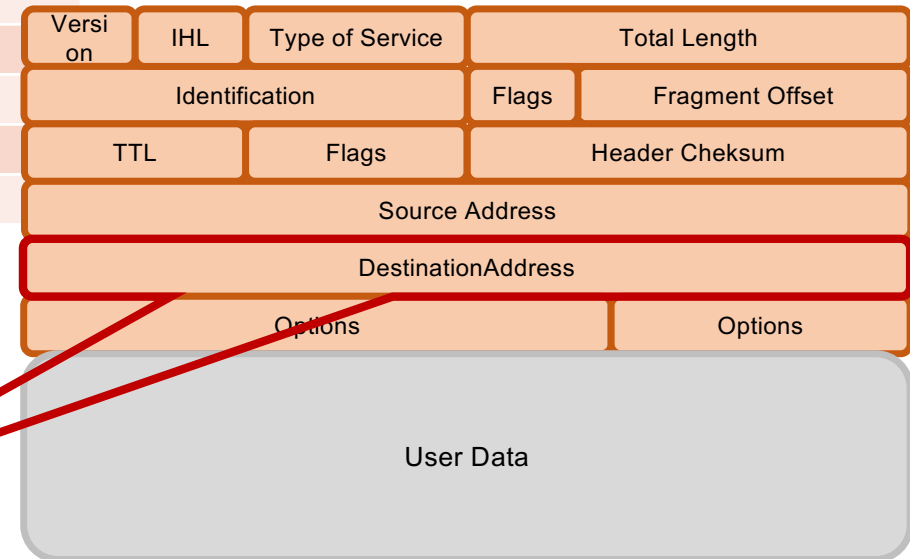 Versi
on
IHL
Type of Service
Total Length
Identification
Flags
Fragment Offset
TTL
Flags
Header Cheksum
Source Address
DestinationAddress
Options
Options
User Data